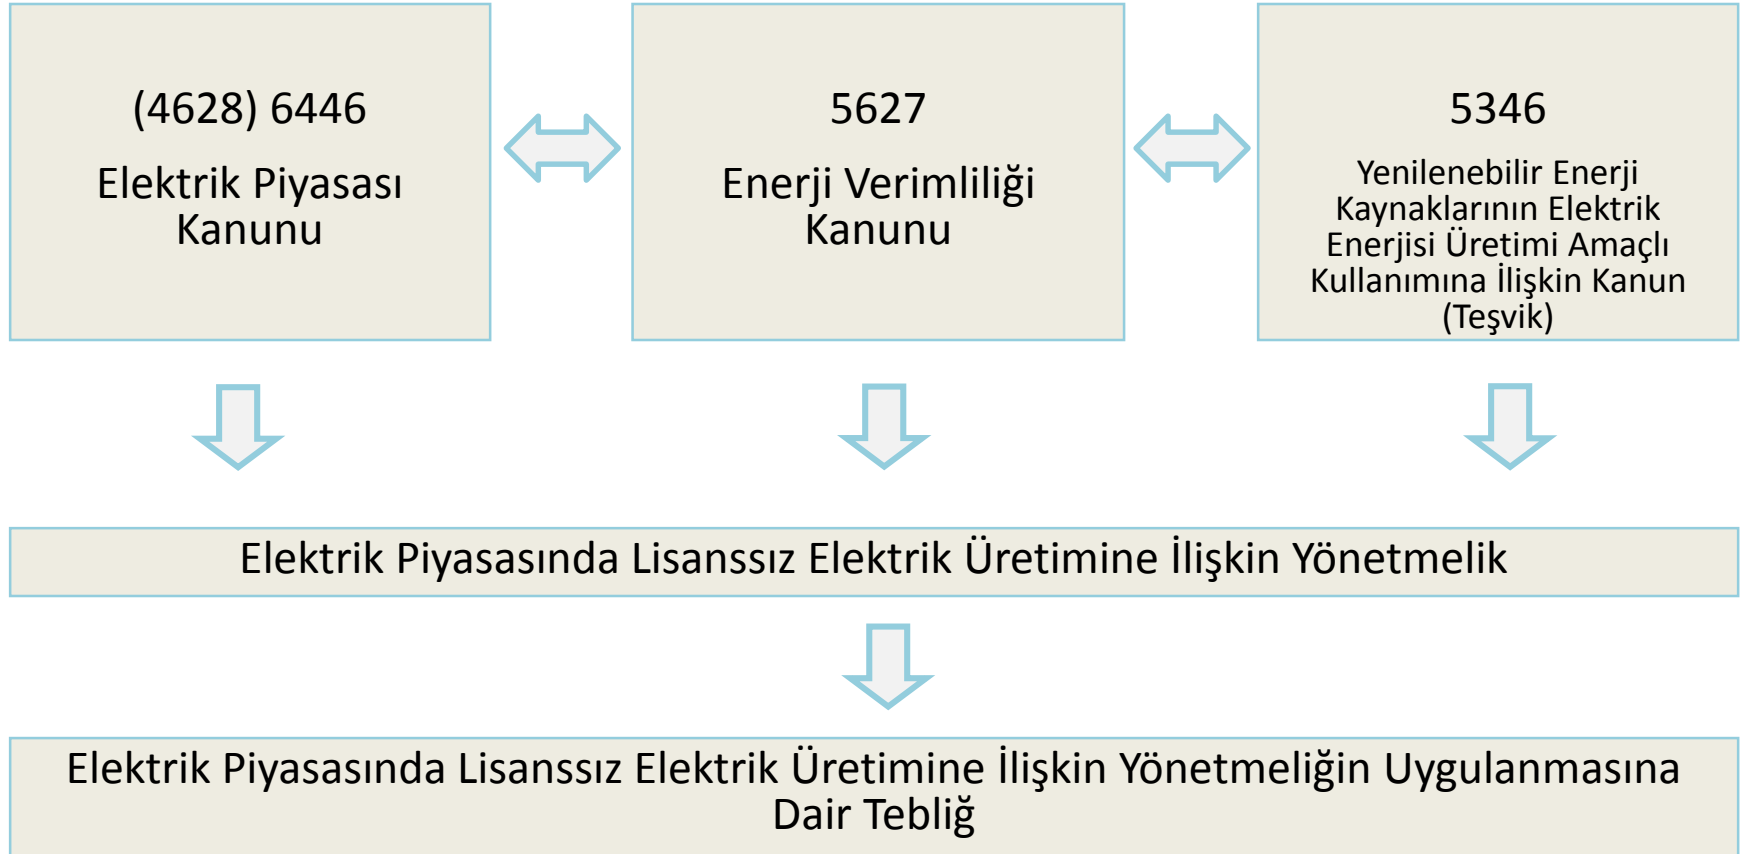 (4628) 6446
Elektrik Piyasası
Kanunu
5627
Enerji Verimliliği
Kanunu
5346
Yenilenebilir Enerji
Kaynaklarının Elektrik
Enerjisi Üretimi Amaçlı
Kullanımına İlişkin Kanun
(Teşvik)
Elektrik Piyasasında Lisanssız Elektrik Üretimine İlişkin Yönetmelik
Elektrik Piyasasında Lisanssız Elektrik Üretimine İlişkin Yönetmeliğin Uygulanmasına
Dair Tebliğ